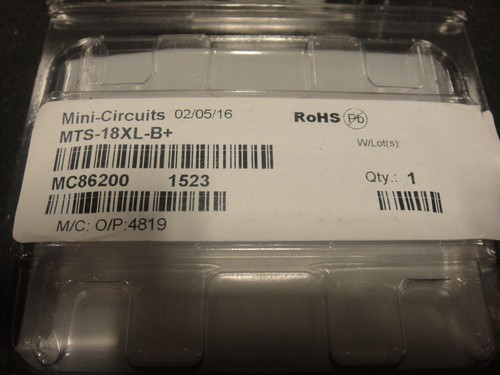 Mini-Circuits 02/05/16 RoHS Pb
MTS-18XL-B+
W/Lot(s):
MC86200 1523 Qty.: 1
M/C: O/P:4819